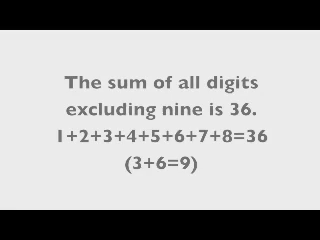 The sum of all digits
excluding nine is 36.
1+2+3+4+5+6+7+8=36
(3+6=9)